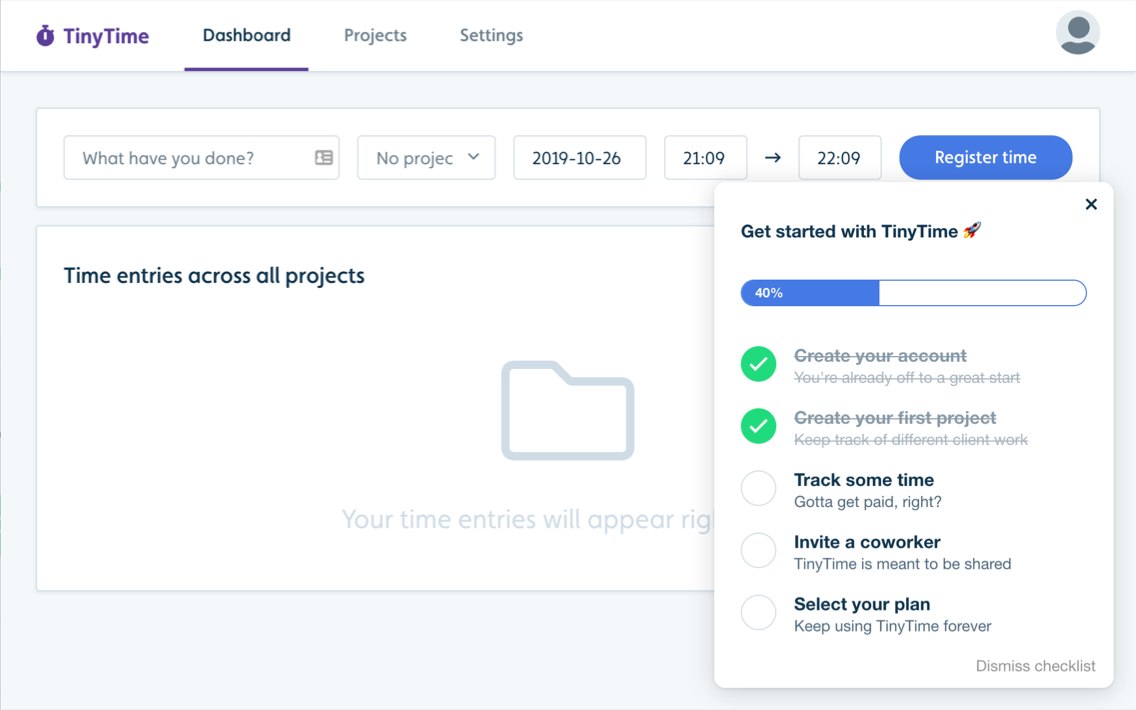 TinyTime
Dashboard
Projects
Settings
What have you done?
No projec
2019-10-26
21:09
→
22:09
Register time
Time entries across all projects
Your time entries will appear
Get started with TinyTime 🚀
40%
Create your account
You're already off to a great start
Create your first project
Keep track of different client work
Track some time
Gotta get paid, right?
Invite a coworker
TinyTime is meant to be shared
Select your plan
Keep using TinyTime forever
Dismiss checklist